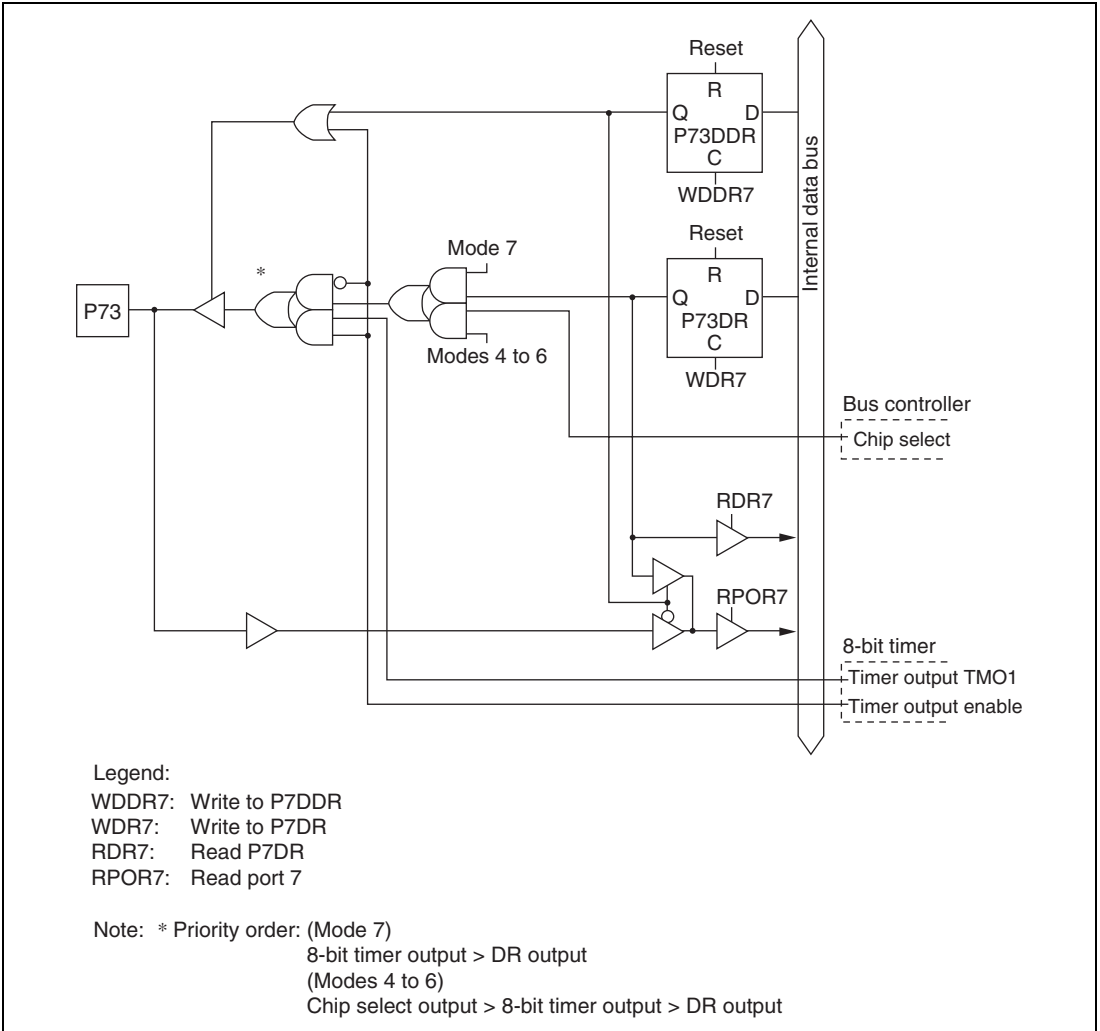 Reset
R
Q D
P73DDR
C
WDDR7
Internal data bus
Reset
R
Q D
P73DR
C
WDR7
Mode 7
*
P73
Modes 4 to 6
Bus controller
Chip select
RDR7
RPOR7
8-bit timer
Timer output TMO1
Timer output enable
Legend:
WDDR7: Write to P7DDR
WDR7: Write to P7DR
RDR7: Read P7DR
RPOR7: Read port 7
Note: * Priority order: (Mode 7)
8-bit timer output > DR output
(Modes 4 to 6)
Chip select output > 8-bit timer output > DR output